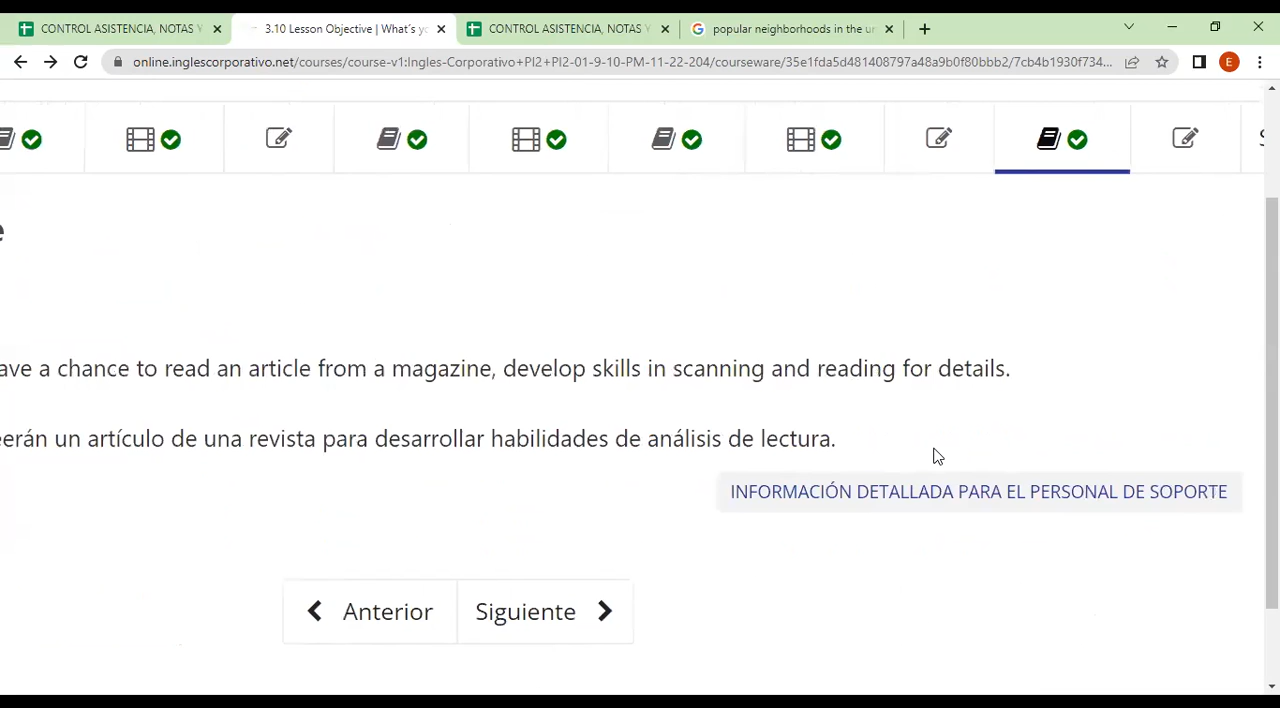 CONTROL ASISTENCIA, NOTAS Y
3.10 Lesson Objective | What's yo
CONTROL ASISTENCIA, NOTAS Y
popular neighborhoods in the ur
online.inglescorporativo.net/courses/course-v1:Ingles-Corporativo+PI2+PI2-01-9-10-PM-11-22-204/courseware/35e1fda5d481408797a48a9b0f80bbb2/7cb4b1930f734...
E
e
ave a chance to read an article from a magazine, develop skills in scanning and reading for details.
eerán un artículo de una revista para desarrollar habilidades de análisis de lectura.
INFORMACIÓN DETALLADA PARA EL PERSONAL DE SOPORTE
Anterior
Siguiente